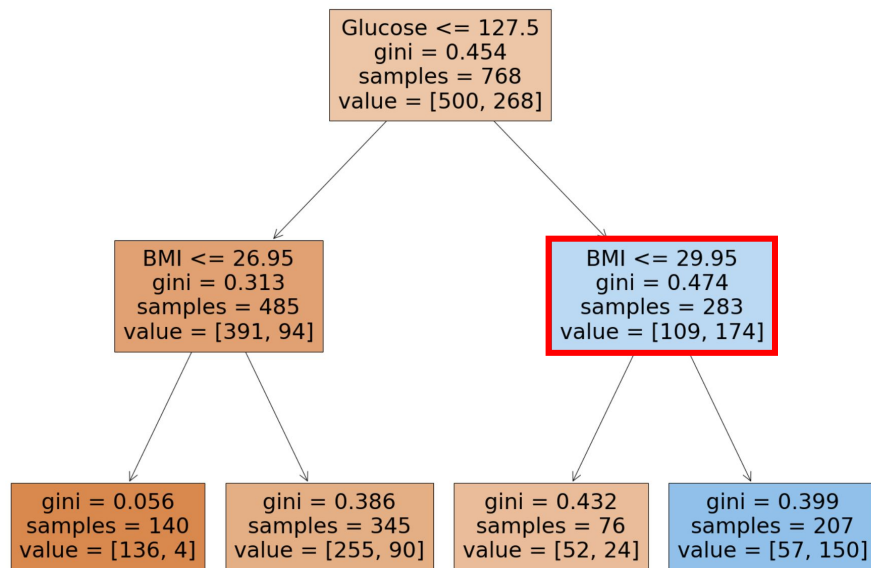 Glucose <= 127.5
gini = 0.454
samples = 768
value = [500, 268]
BMI <= 26.95
gini = 0.313
samples = 485
value = [391, 94]
BMI <= 29.95
gini = 0.474
samples = 283
value = [109, 174]
gini = 0.056
samples = 140
value = [136, 4]
gini = 0.386
samples = 345
value = [255, 90]
gini = 0.432
samples = 76
value = [52, 24]
gini = 0.399
samples = 207
value = [57, 150]